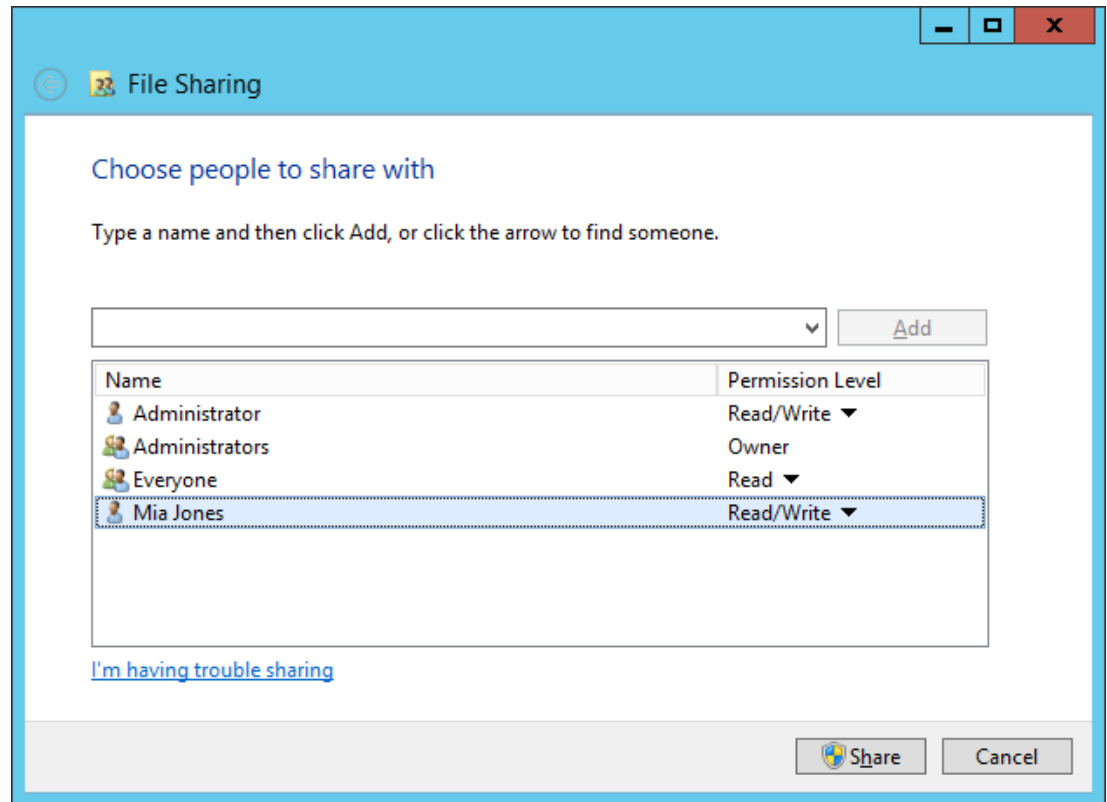 File Sharing
Choose people to share with
Type a name and then click Add, or click the arrow to find someone.
Add
Name Permission Level
Administrator Read/Write
Administrators Owner
Everyone Read
Mia Jones Read/Write
I'm having trouble sharing
Share Cancel